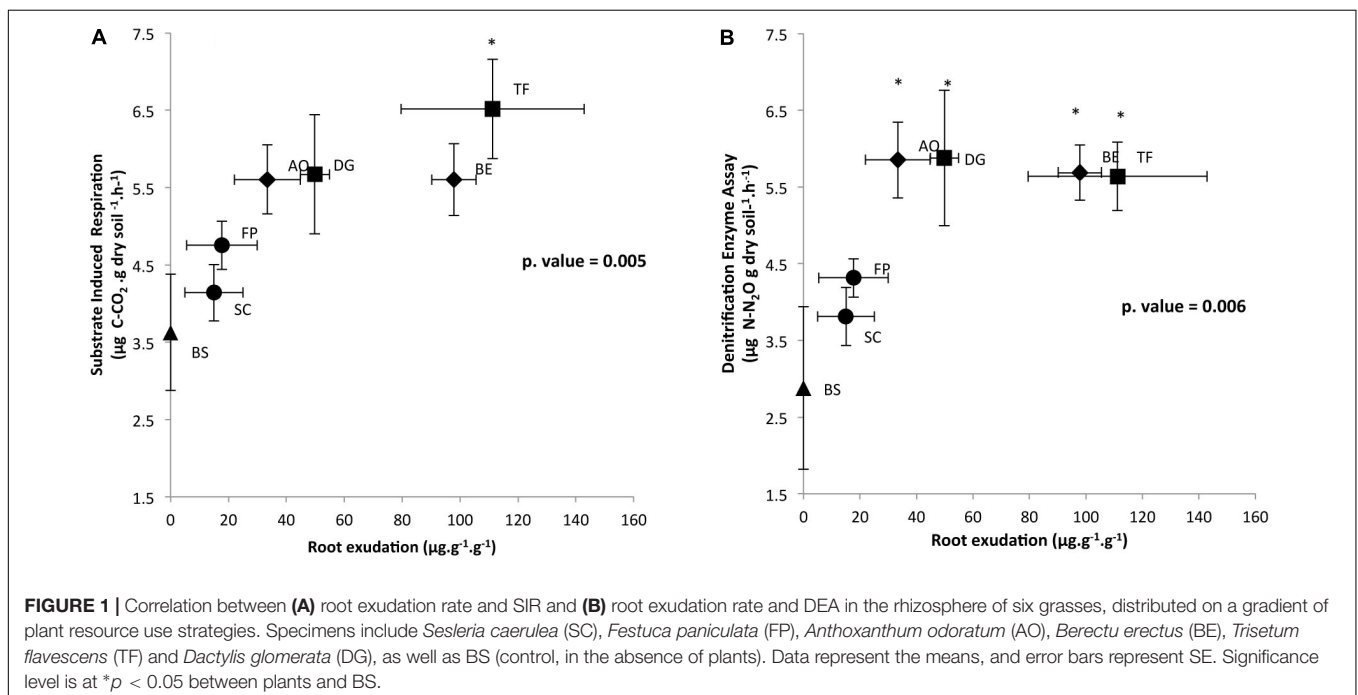 A
7.5
6.5
5.5
4.5
3.5
2.5
1.5
0 20 40 60 80 100 120 140 160
Substrate Induced Respiration
(µg C-CO₂ .g dry soil ⁻¹.h-¹)
Root exudation (µg.g⁻¹.g⁻¹)
*
TF
AO
DG
BE
FP
SC
BS
p. value = 0.005
B
7.5
6.5
5.5
4.5
3.5
2.5
1.5
0 20 40 60 80 100 120 140 160
Denitrification Enzyme Assay
(µg N-N₂O g dry soil-¹.h⁻¹)
Root exudation (µg.g⁻¹.g⁻¹)
* * * *
AO
DG
BE
TF
FP
SC
BS
p. value = 0.006
FIGURE 1 | Correlation between (A) root exudation rate and SIR and (B) root exudation rate and DEA in the rhizosphere of six grasses, distributed on a gradient of
plant resource use strategies. Specimens include Sesleria caerulea (SC), Festuca paniculata (FP), Anthoxanthum odoratum (AO), Berectu erectus (BE), Trisetum
flavescens (TF) and Dactylis glomerata (DG), as well as BS (control, in the absence of plants). Data represent the means, and error bars represent SE. Significance
level is at *p < 0.05 between plants and BS.